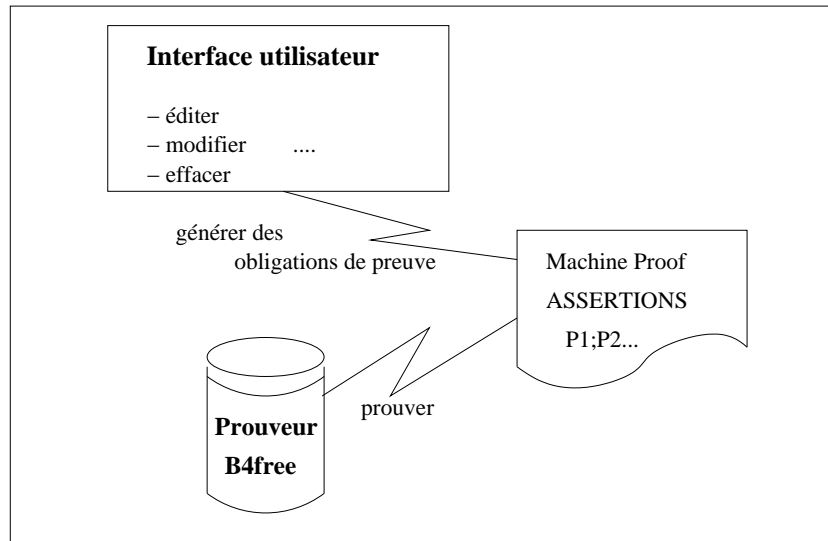 Interface utilisateur
– éditer
– modifier ....
– effacer
générer des
obligations de preuve
Machine Proof
ASSERTIONS
P1;P2...
prouver
Prouveur
B4free